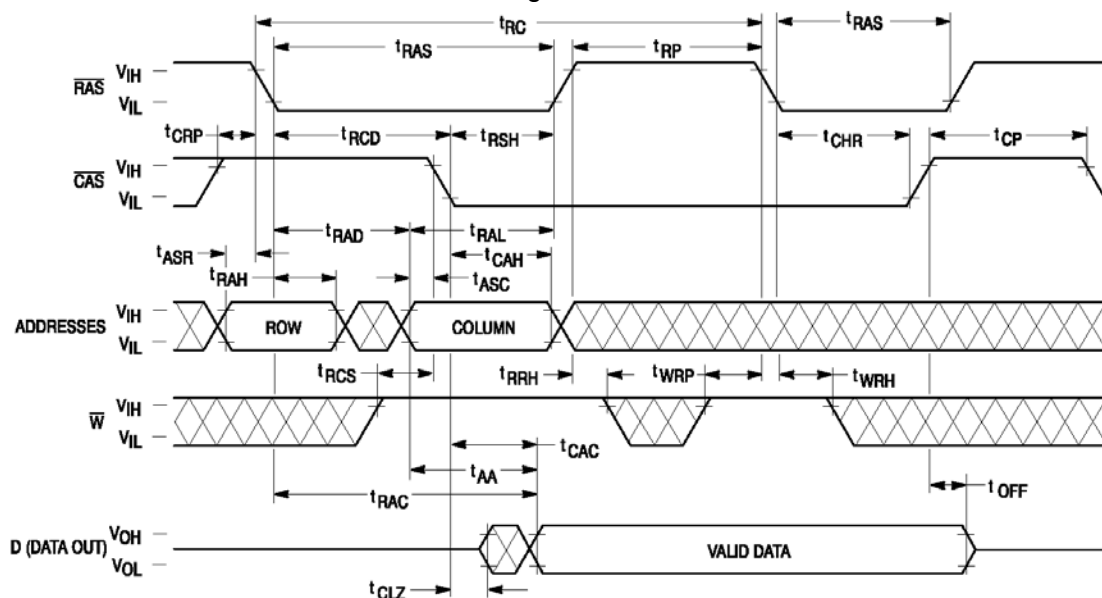 tRC
tRAS
tRP
tRAS
RAS
VIH
VIL
tCRP
tRCD
tRSH
tCHR
tCP
CAS
VIH
VIL
tRAD
tRAL
tASR
tCAH
tRAH
tASC
ADDRESSES
VIH
VIL
ROW
COLUMN
tRCS
tRRH
tWRP
tWRH
W
VIH
VIL
tCAC
tAA
tRAC
tOFF
D (DATA OUT)
VOH
VOL
VALID DATA
tCLZ